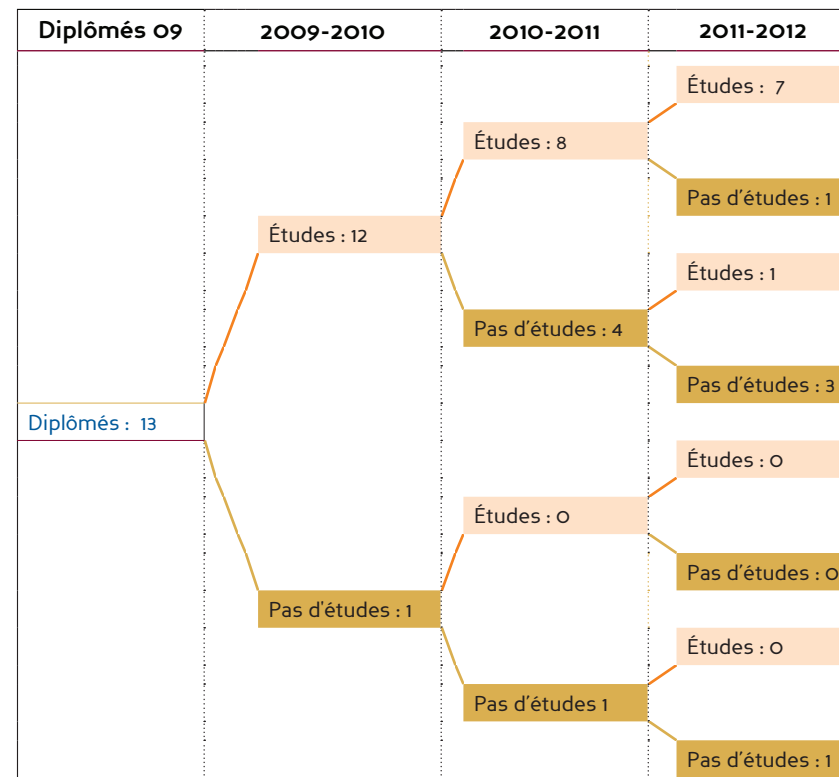 Diplômés 09 2009-2010 2010-2011 2011-2012
Études : 7
Études : 8
Pas d'études : 1
Études : 12
Études : 1
Pas d'études : 4
Pas d'études : 3
Diplômés : 13
Études : 0
Études : 0
Pas d'études : 0
Pas d'études : 1
Études : 0
Pas d'études 1
Pas d'études : 1